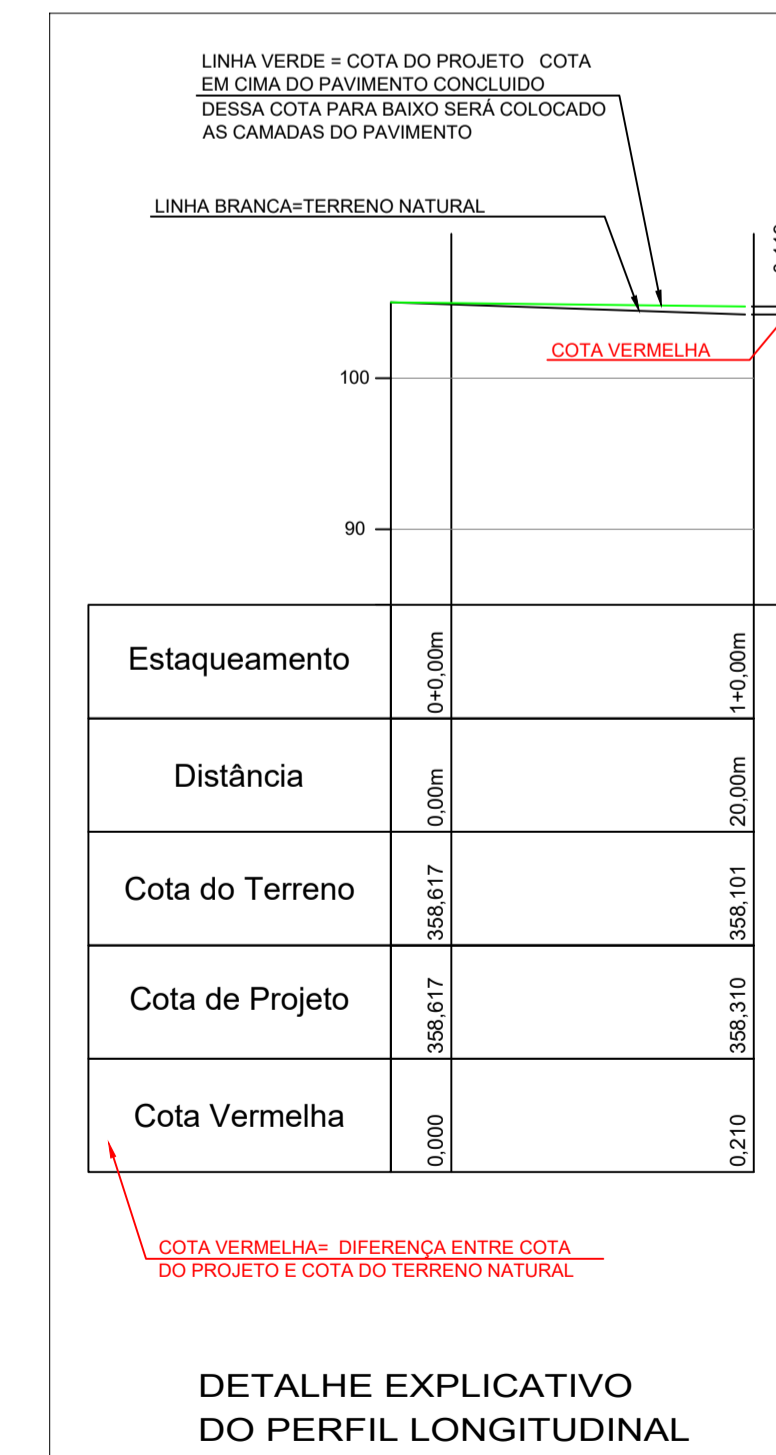 LINHA VERDE = COTA DO PROJETO COTA
EM CIMA DO PAVIMENTO CONCLUIDO
DESSA COTA PARA BAIXO SERÁ COLOCADO
AS CAMADAS DO PAVIMENTO
LINHA BRANCA=TERRENO NATURAL
COTA VERMELHA
100
90
Estaqueamento 0+0,00m 1+0,00m
Distância 0,00m 20,00m
Cota do Terreno 358,617 358,101
Cota de Projeto 358,617 358,310
Cota Vermelha 0,000 0,210
COTA VERMELHA= DIFERENÇA ENTRE COTA
DO PROJETO E COTA DO TERRENO NATURAL
DETALHE EXPLICATIVO
DO PERFIL LONGITUDINAL